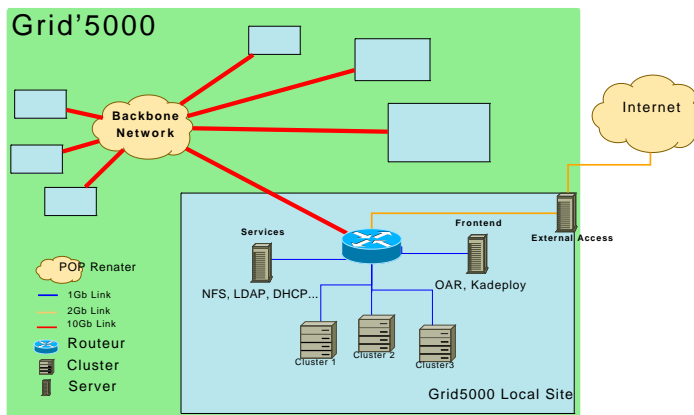 Grid'5000
Backbone
Network
Internet
Services
Frontend
External Access
NFS, LDAP, DHCP...
OAR, Kadeploy
POP Renater
1Gb Link
2Gb Link
10Gb Link
Routeur
Cluster
Server
Cluster 1
Cluster 2
Cluster3
Grid5000 Local Site